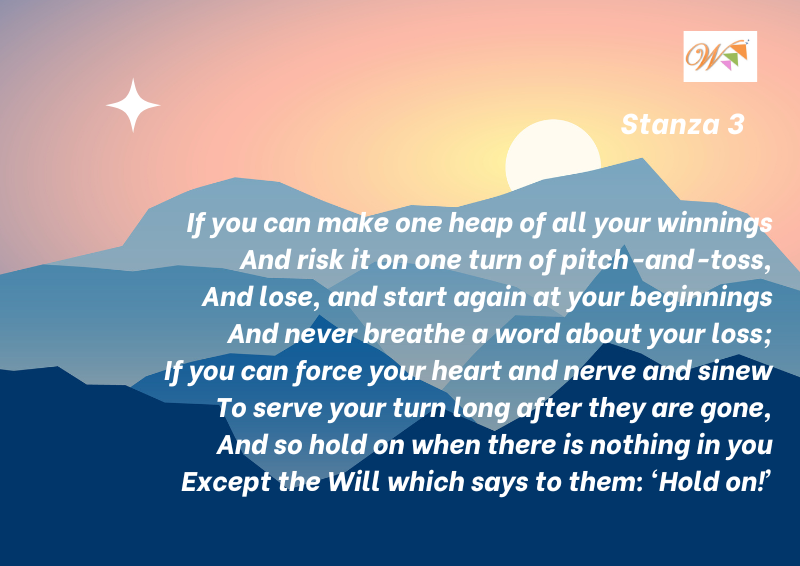 W
Stanza 3
If you can make one heap of all your winnings
And risk it on one turn of pitch-and-toss,
And lose, and start again at your beginnings
And never breathe a word about your loss;
If you can force your heart and nerve and sinew
To serve your turn long after they are gone,
And so hold on when there is nothing in you
Except the Will which says to them: ‘Hold on!’